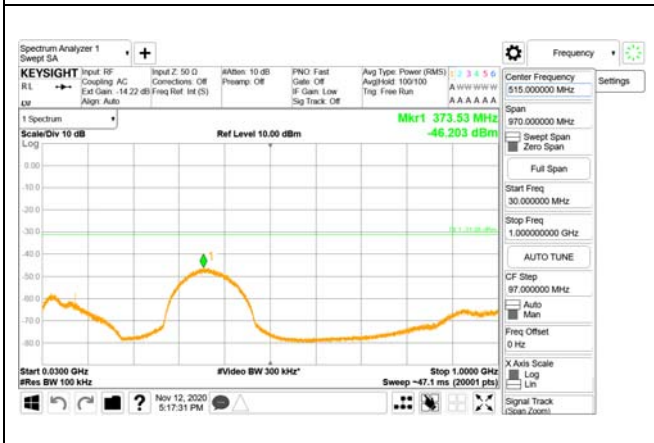 Spectrum Analyzer 1
Swept SA
Frequency
KEYSIGHT
RL
Input: RF
Coupling: AC
Ext Gain: -14.22 dB
Align: Auto
Input Z: 50 Ω
Corrections: Off
Freq Ref: Int (S)
#Atten: 10 dB
Preamp: Off
PNO: Fast
Gate: Off
IF Gain: Low
Sig Track: Off
Avg Type: Power (RMS)
Avg|Hold: 100/100
Trig: Free Run
1 2 3 4 5 6
A W W W W W
A A A A A A
1 Spectrum
Scale/Div 10 dB
Log
Ref Level 10.00 dBm
Mkr1 373.53 MHz
-46.203 dBm
0.00
-10.0
-20.0
-30.0
-40.0
-50.0
-60.0
-70.0
-80.0
1
Start 0.0300 GHz
#Res BW 100 kHz
#Video BW 300 kHz*
Stop 1.0000 GHz
Sweep ~47.1 ms (20001 pts)
Nov 12, 2020
5:17:31 PM
Center Frequency
515.000000 MHz
Settings
Span
970.000000 MHz
Swept Span
Zero Span
Full Span
Start Freq
30.000000 MHz
Stop Freq
1.000000000 GHz
AUTO TUNE
CF Step
97.000000 MHz
Auto
Man
Freq Offset
0 Hz
X Axis Scale
Log
Lin
Signal Track
(Span Zoom)